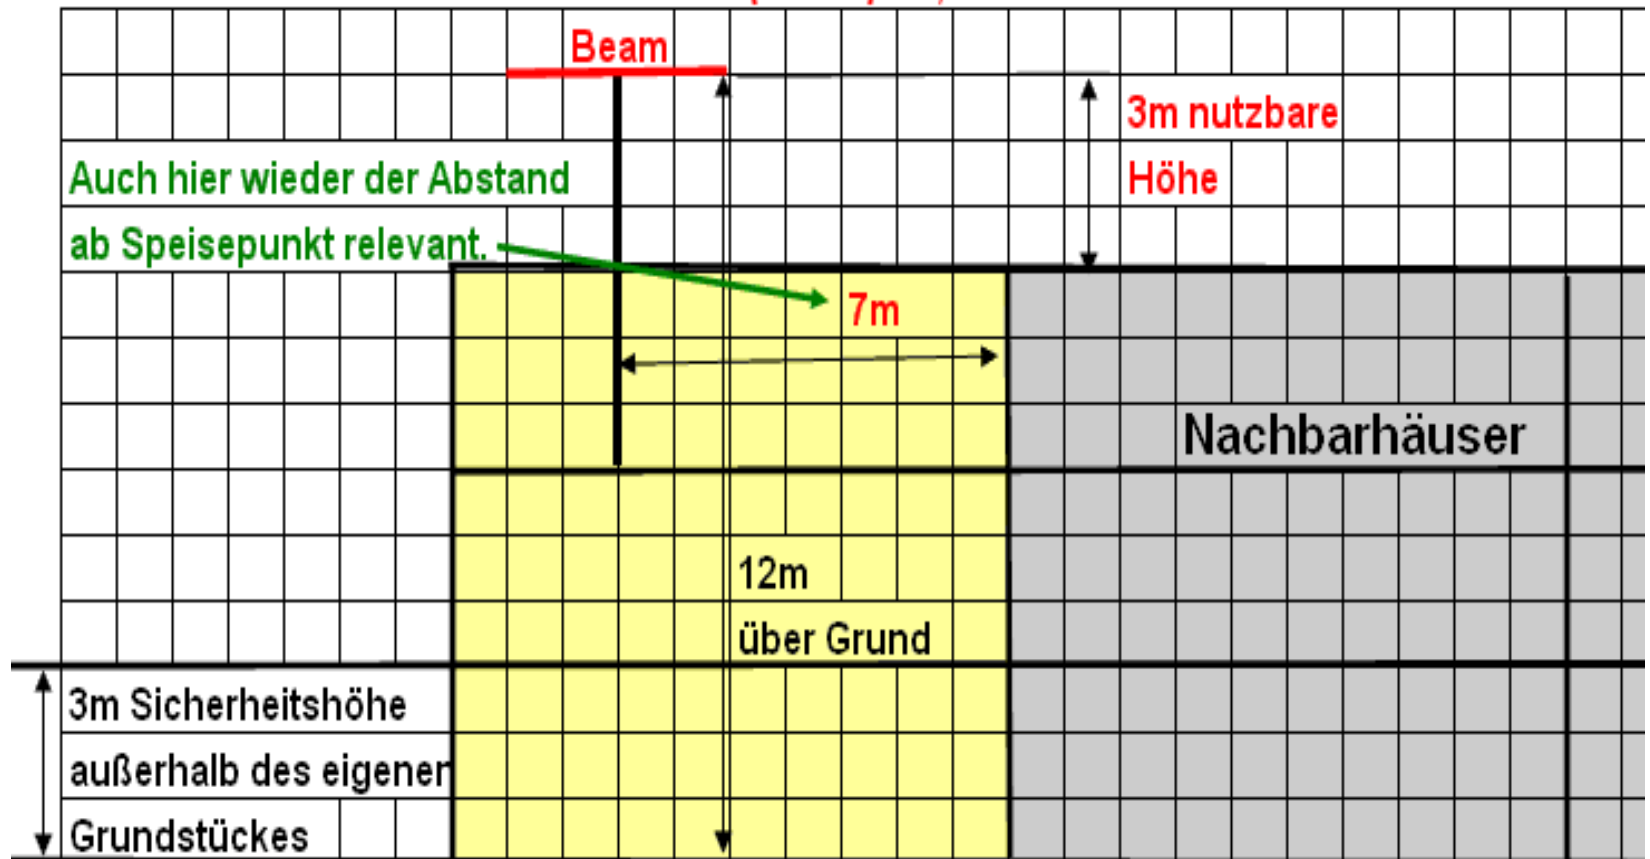 Beam
3m nutzbare
Höhe
Auch hier wieder der Abstand
ab Speisepunkt relevant.
7m
Nachbarhäuser
12m
über Grund
3m Sicherheitshöhe
außerhalb des eigenen
Grundstückes